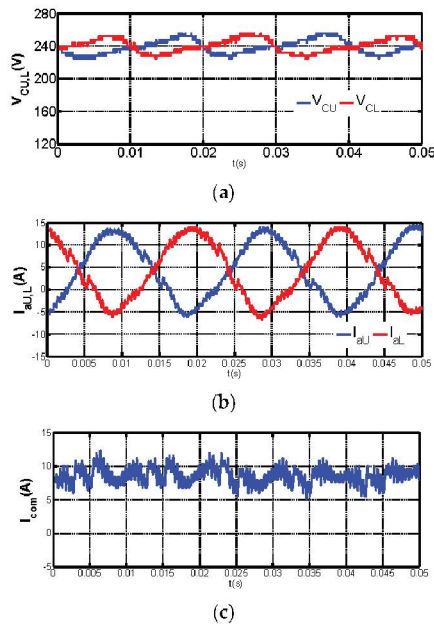 280
240
200
160
120
V_CU,L(V)
V_CU V_CL
0 0.01 0.02 0.03 0.04 0.05
t(s)
(a)
15
10
5
0
-5
-10
-15
I_aU,L (A)
I_aU I_aL
0 0.005 0.01 0.015 0.02 0.025 0.03 0.035 0.04 0.045 0.05
t(s)
(b)
15
10
5
0
-5
I_com(A)
0 0.005 0.01 0.015 0.02 0.025 0.03 0.035 0.04 0.045 0.05
t(s)
(c)